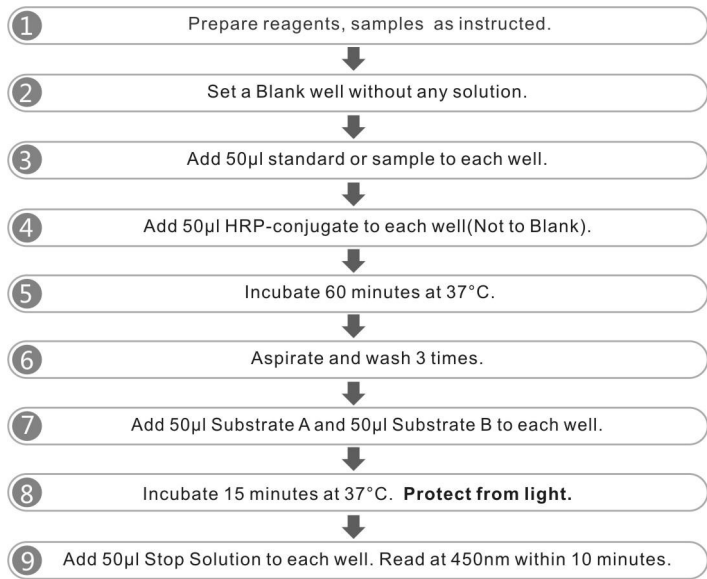 1 Prepare reagents, samples as instructed.
2 Set a Blank well without any solution.
3 Add 50μl standard or sample to each well.
4 Add 50μl HRP-conjugate to each well(Not to Blank).
5 Incubate 60 minutes at 37°C.
6 Aspirate and wash 3 times.
7 Add 50μl Substrate A and 50μl Substrate B to each well.
8 Incubate 15 minutes at 37°C. Protect from light.
9 Add 50μl Stop Solution to each well. Read at 450nm within 10 minutes.